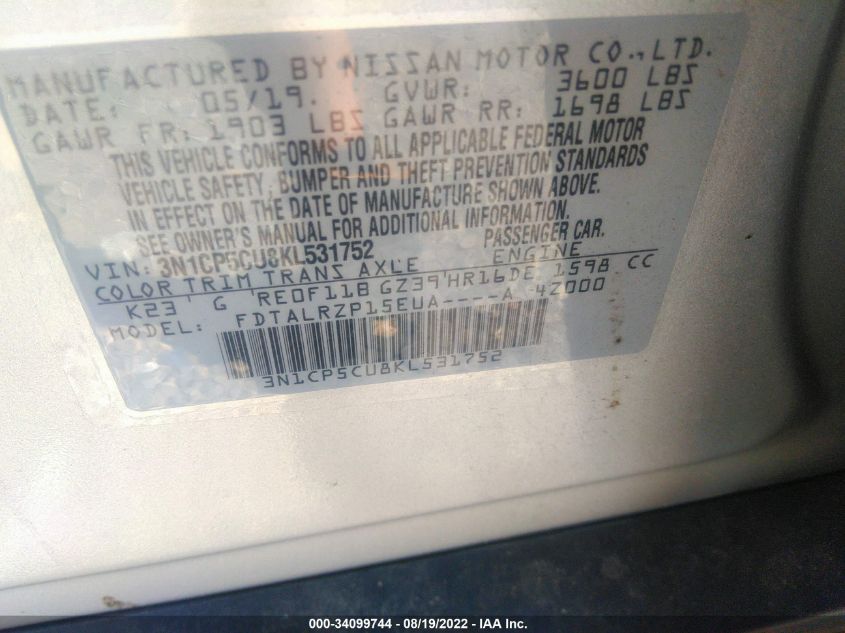 MANUFACTURED BY NISSAN MOTOR CO., LTD.
DATE: 05/19. GVWR: 3600 LBS
GAWR FR: 1903 LBS GAWR RR: 1698 LBS
THIS VEHICLE CONFORMS TO ALL APPLICABLE FEDERAL MOTOR
VEHICLE SAFETY, BUMPER AND THEFT PREVENTION STANDARDS
IN EFFECT ON THE DATE OF MANUFACTURE SHOWN ABOVE.
SEE OWNER'S MANUAL FOR ADDITIONAL INFORMATION.
VIN: 3N1CP5CU8KL531752 PASSENGER CAR.
COLOR TRIM TRANS AXLE ENGINE
K23' G 'RE0F11B GZ39'HR16DE 1598 CC
MODEL: FDTALRZP15EUA----A 4Z000
3N1CP5CU8KL531752
000-34099744 - 08/19/2022 - IAA Inc.